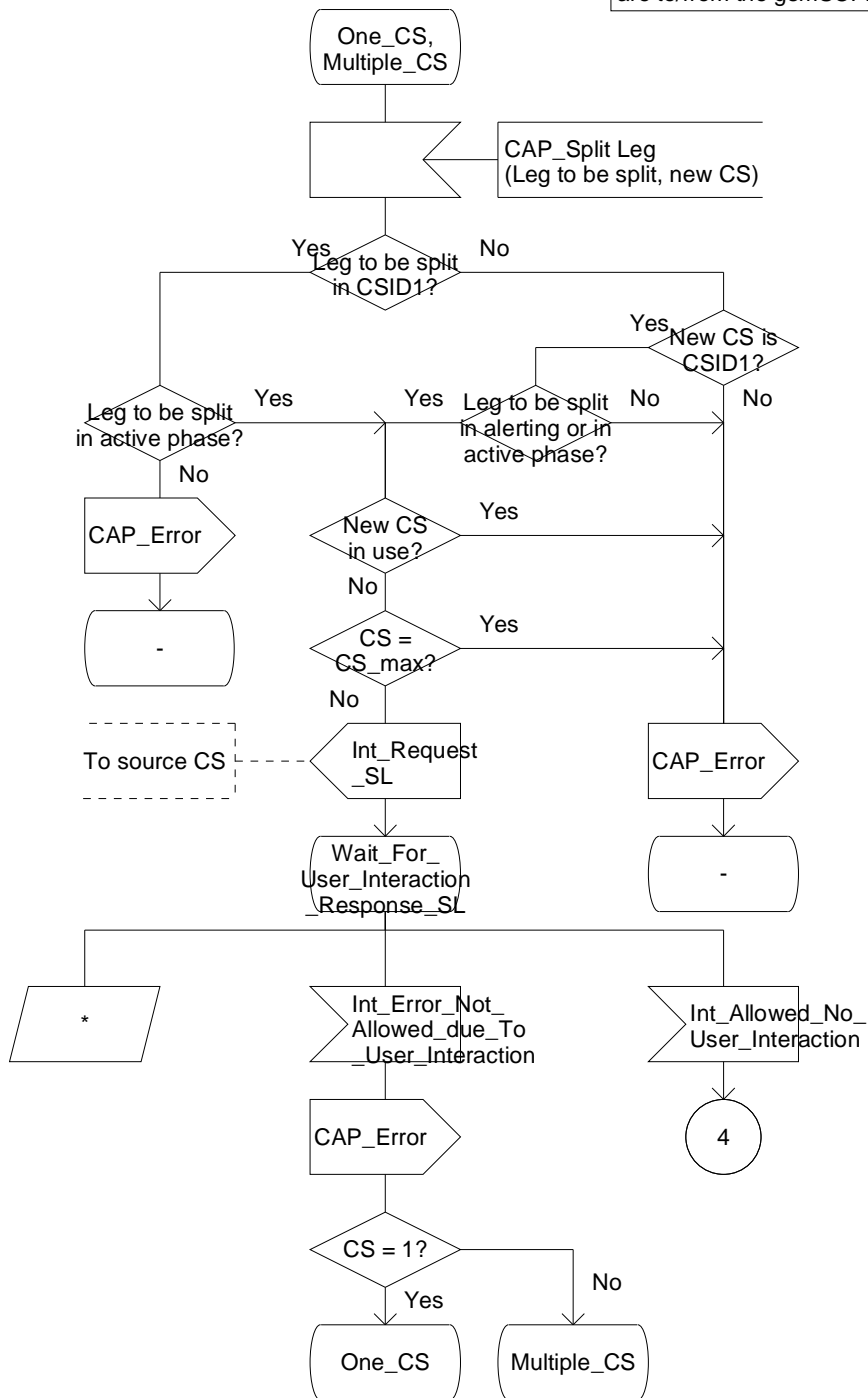 One_CS,
Multiple_CS
CAP_Split Leg
(Leg to be split, new CS)
Yes
Leg to be split
in CSID1?
No
Yes
New CS is
CSID1?
No
Leg to be split
in active phase?
Yes
No
Yes
Leg to be split
in alerting or in
active phase?
No
CAP_Error
-
New CS
in use?
Yes
No
CS =
CS_max?
Yes
No
To source CS
Int_Request
_SL
CAP_Error
Wait_For_
User_Interaction
_Response_SL
-
*
Int_Error_Not_
Allowed_due_To
_User_Interaction
Int_Allowed_No_
User_Interaction
CAP_Error
4
CS = 1?
No
Yes
One_CS
Multiple_CS